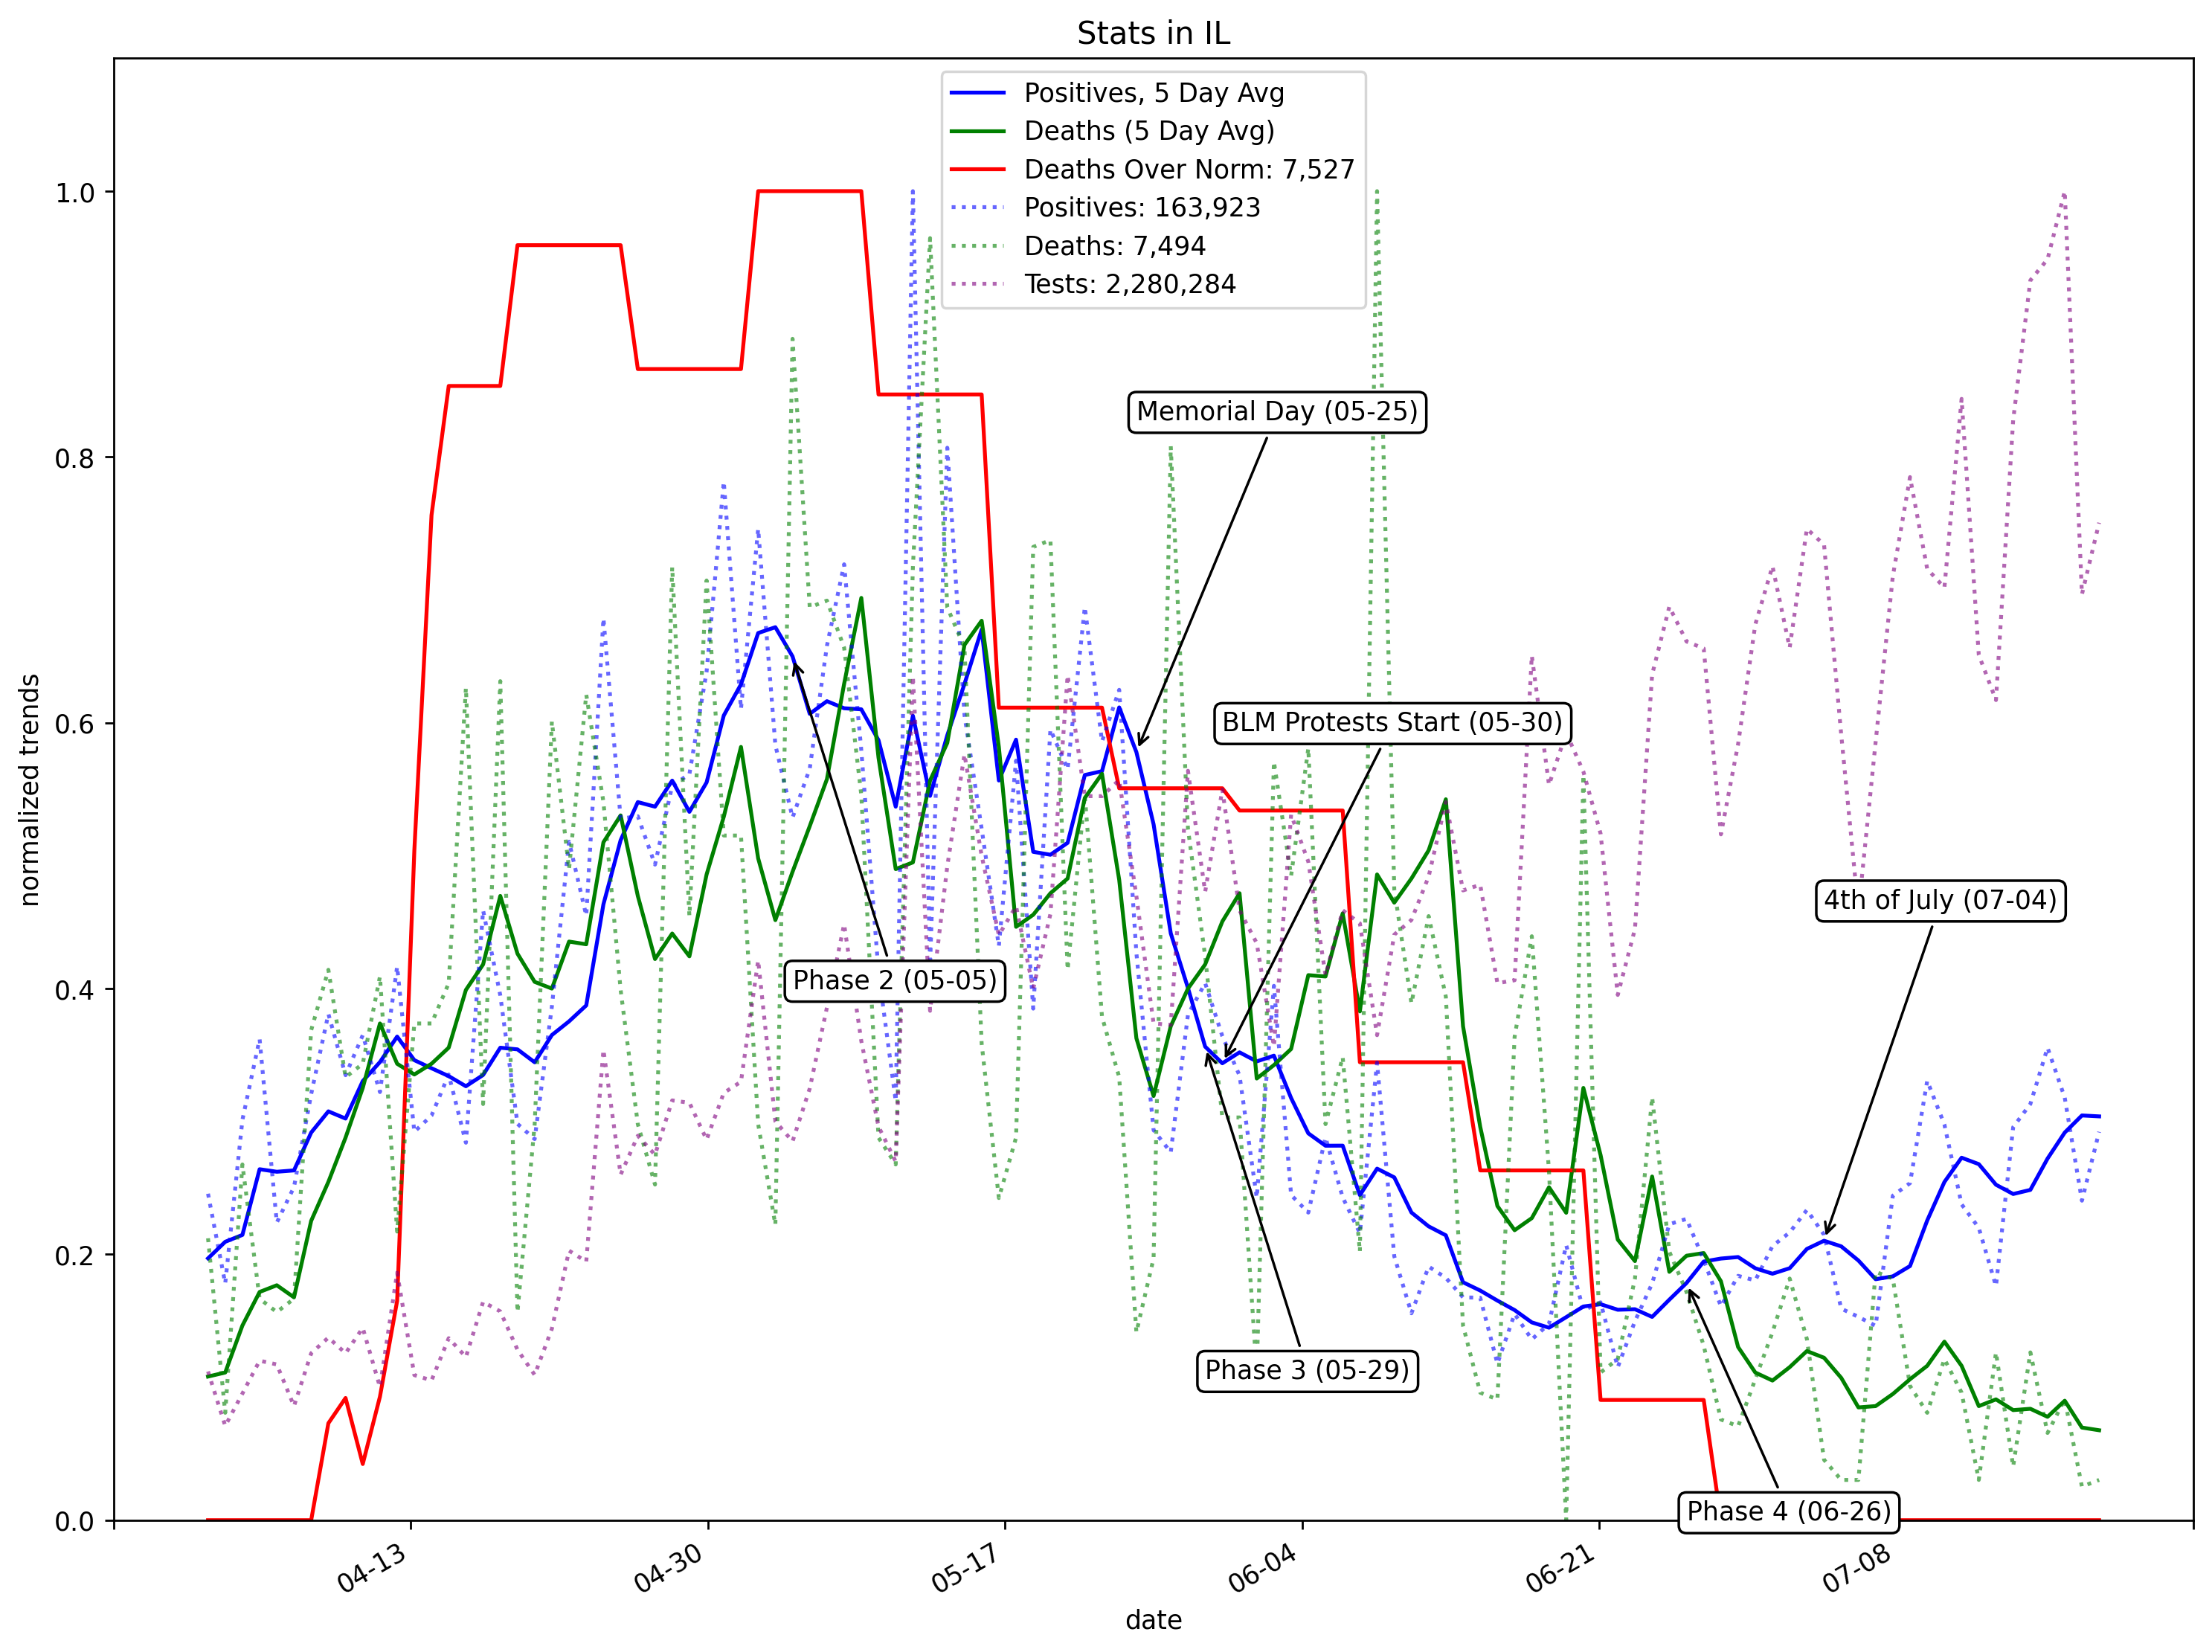 Stats in IL
Positives, 5 Day Avg
Deaths (5 Day Avg)
Deaths Over Norm: 7,527
Positives: 163,923
Deaths: 7,494
Tests: 2,280,284
1.0
0.8
0.6
0.4
0.2
0.0
normalized trends
Memorial Day (05-25)
BLM Protests Start (05-30)
4th of July (07-04)
Phase 2 (05-05)
Phase 3 (05-29)
Phase 4 (06-26)
04-13
04-30
05-17
06-04
06-21
07-08
date